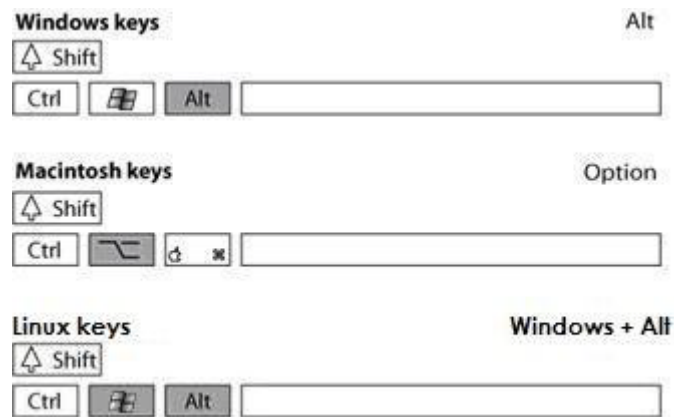 Windows keys Alt
Shift
Ctrl Alt
Macintosh keys Option
Shift
Ctrl ⌥ ⌘
Linux keys Windows + Alt
Shift
Ctrl Alt